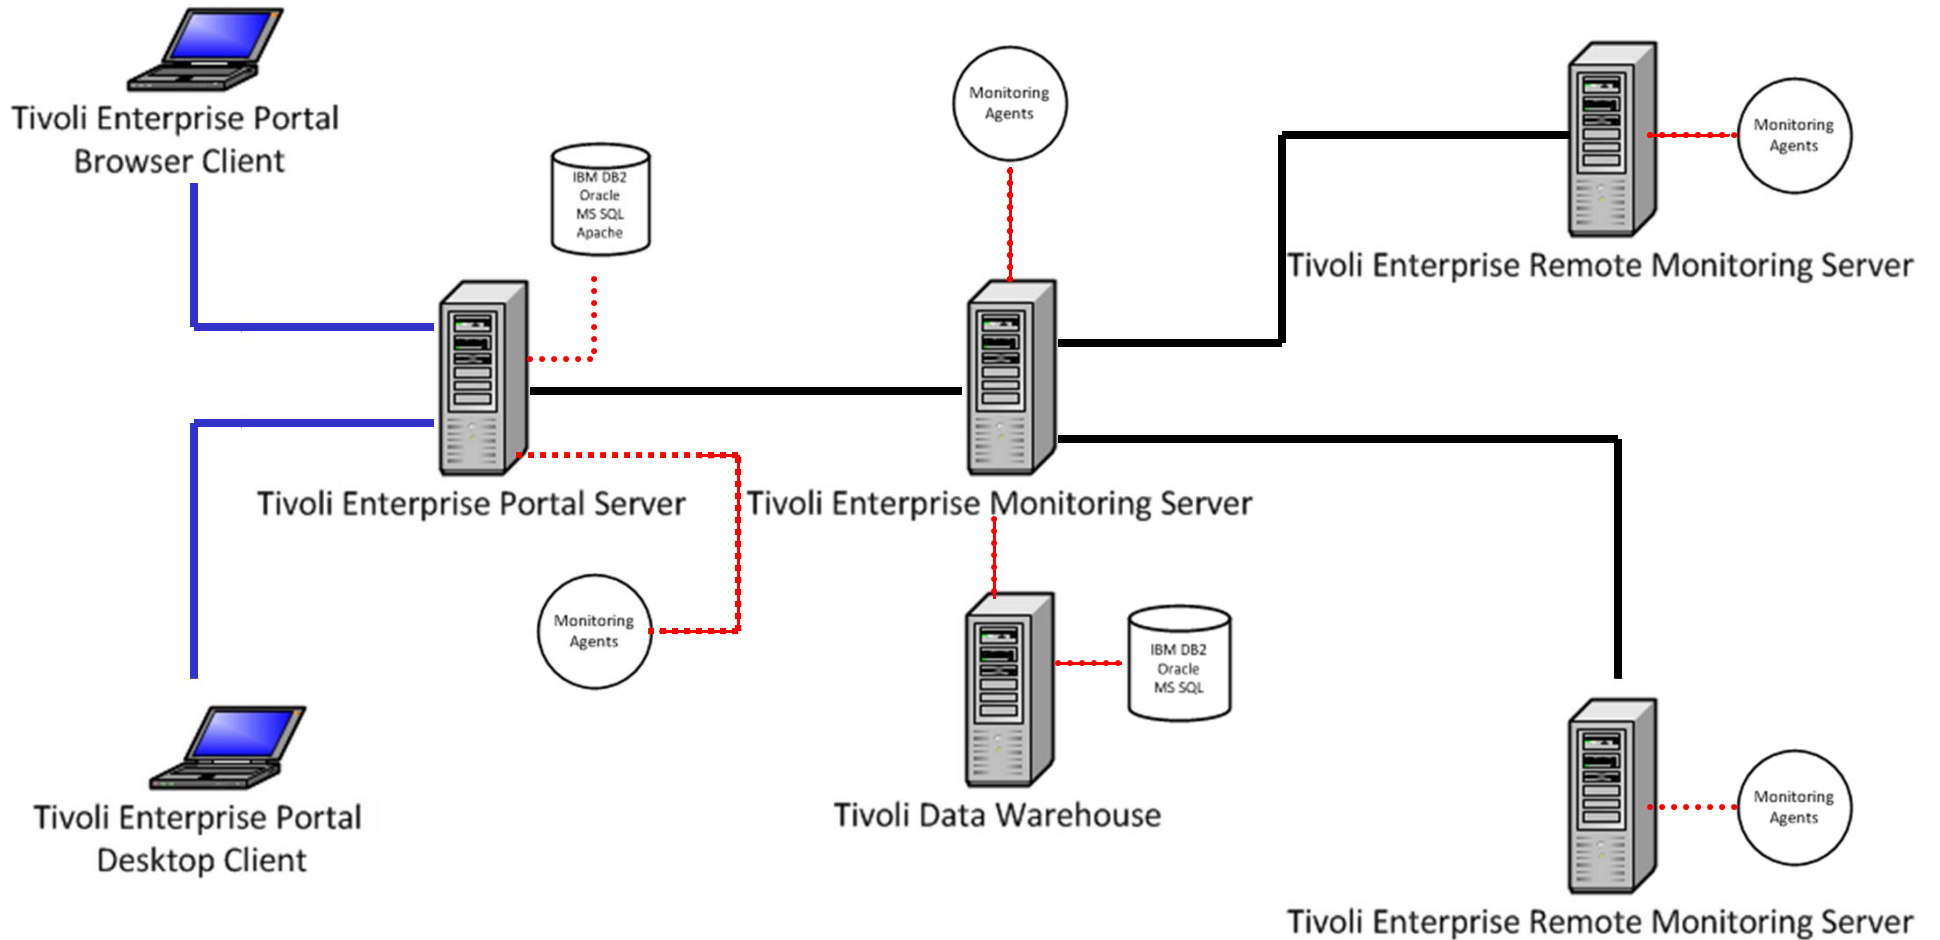 Tivoli Enterprise Portal
Browser Client
IBM DB2
Oracle
MS SQL
Apache
Monitoring
Agents
Monitoring
Agents
Tivoli Enterprise Remote Monitoring Server
Tivoli Enterprise Portal Server
Tivoli Enterprise Monitoring Server
Monitoring
Agents
IBM DB2
Oracle
MS SQL
Tivoli Data Warehouse
Tivoli Enterprise Portal
Desktop Client
Monitoring
Agents
Tivoli Enterprise Remote Monitoring Server